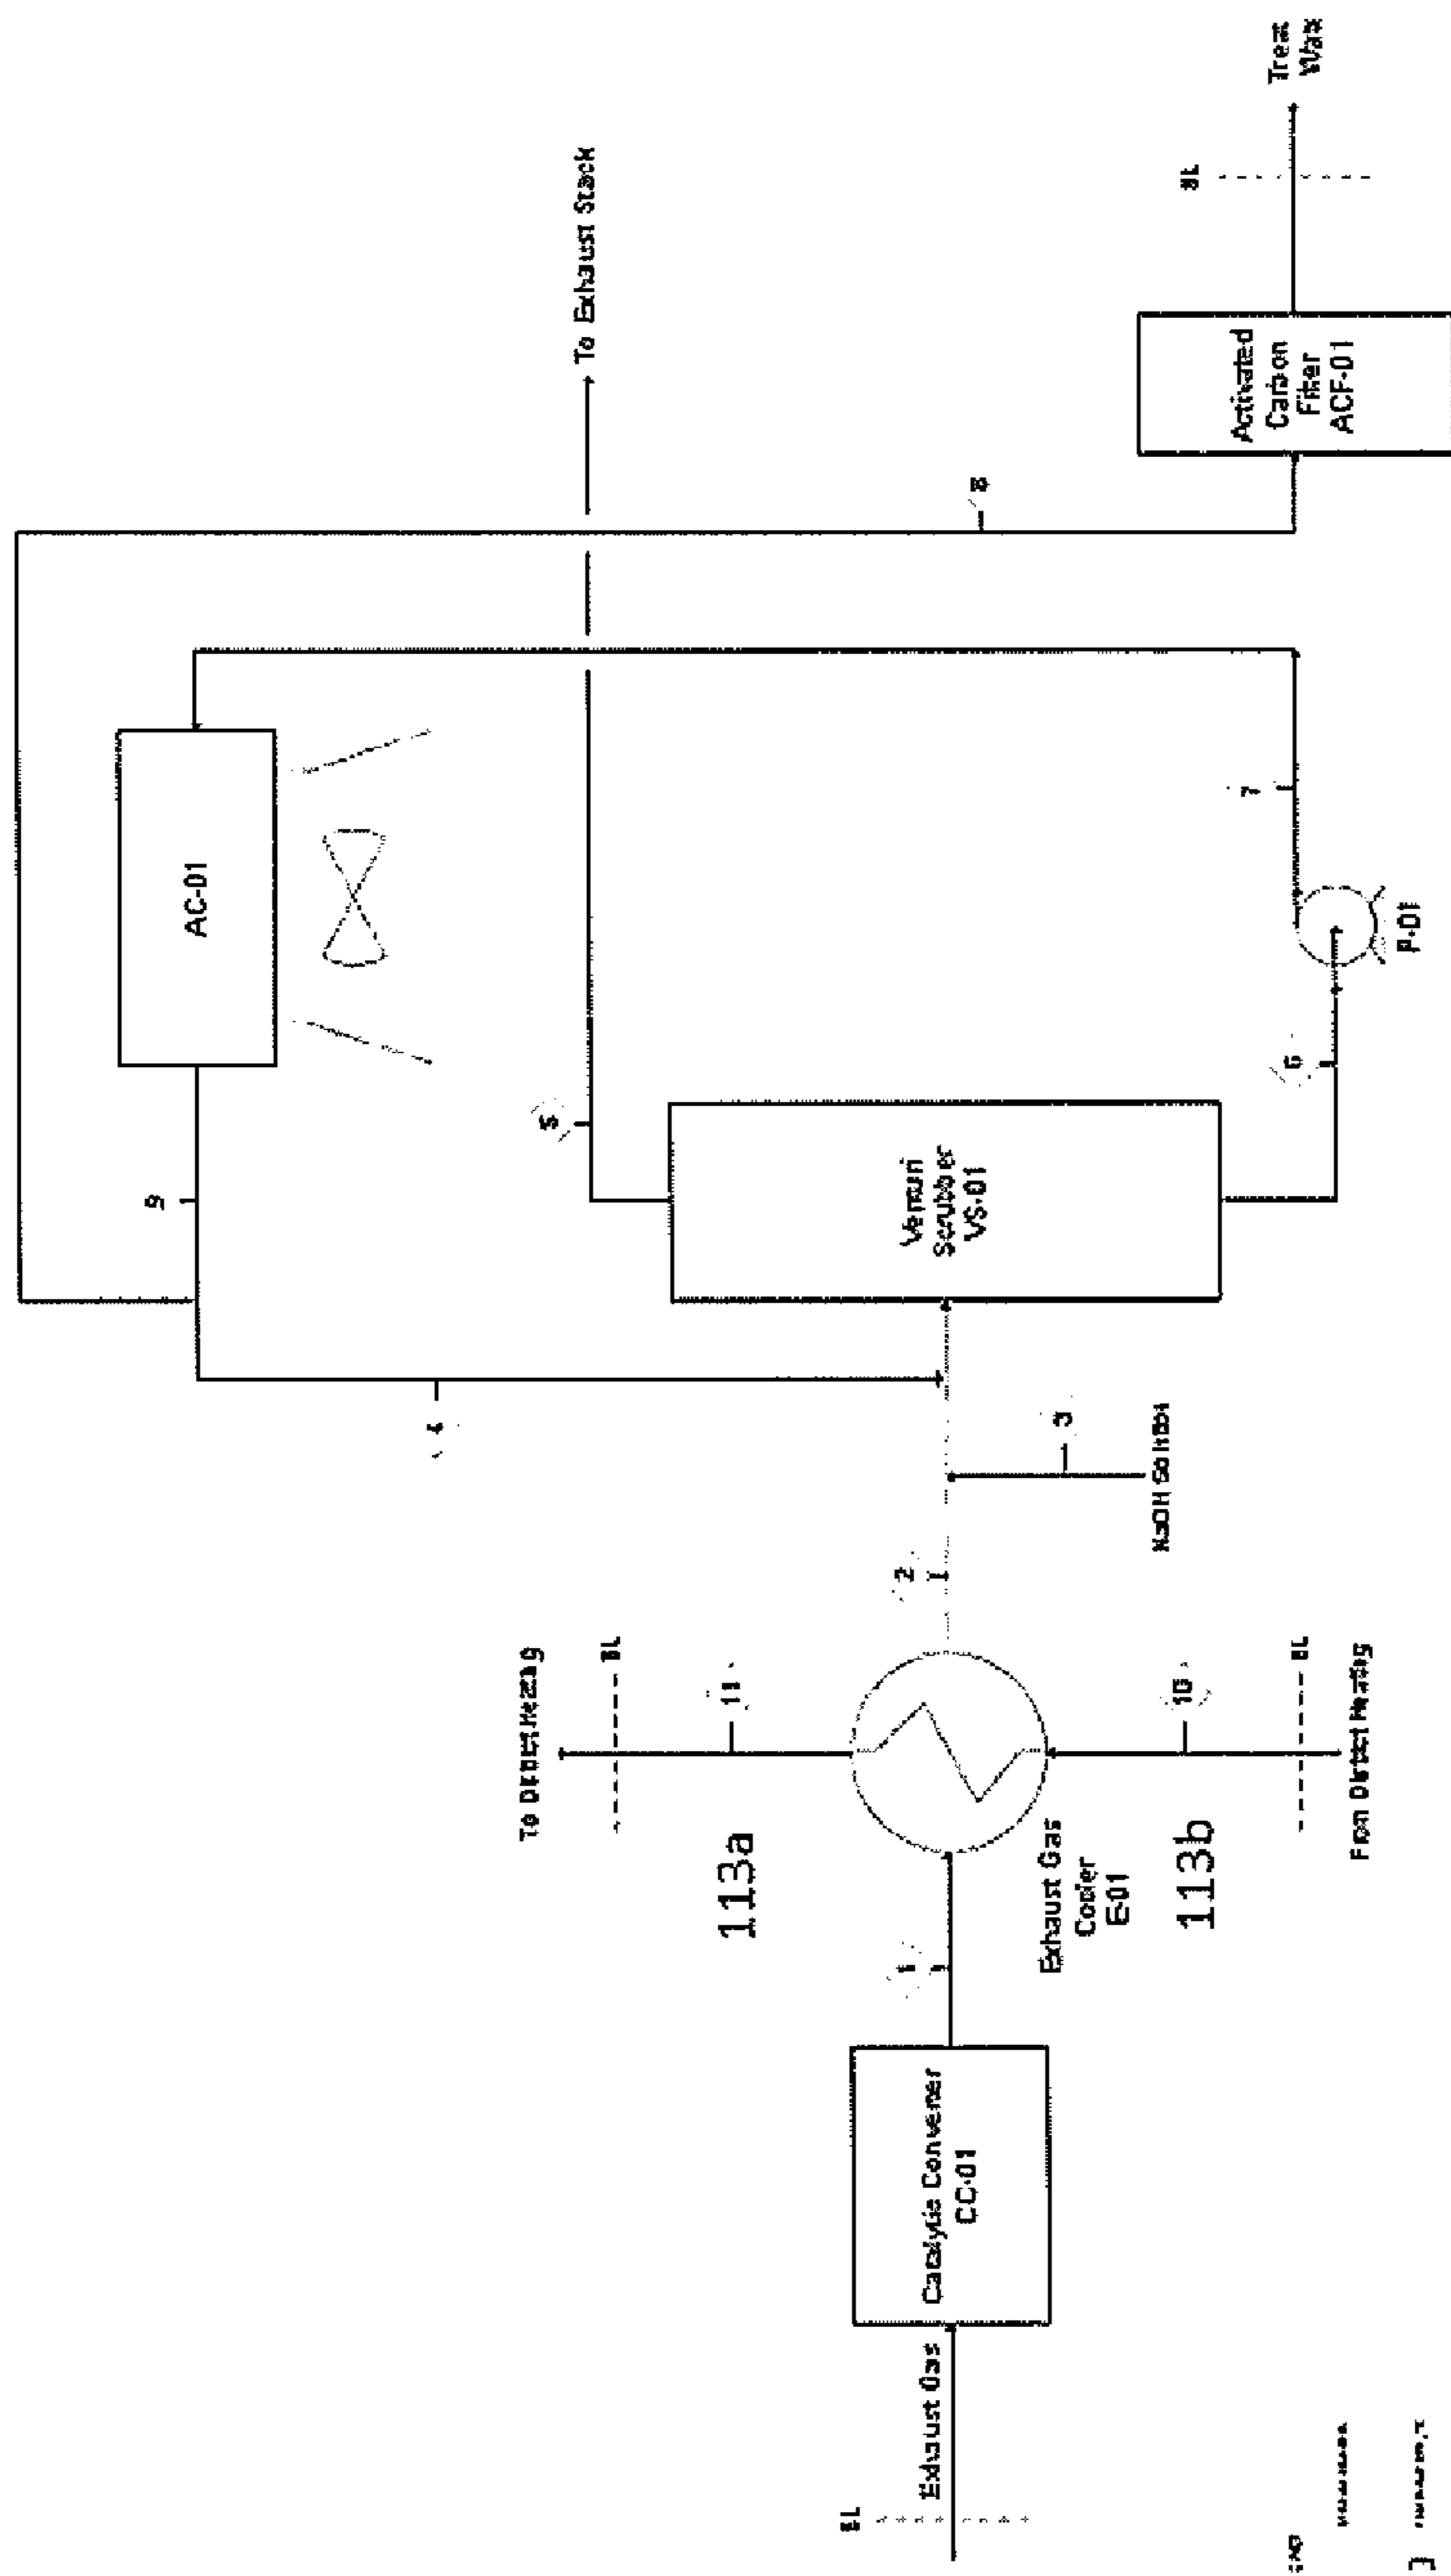 BL
Exhaust Gas
Catalytic Converter
CC-01
1
Exhaust Gas
Cooler
E-01
113a
113b
To District Heating
BL
11
10
BL
From District Heating
2
3
NaOH Solution
4
Venturi
Scrubber
VS-01
5
To Exhaust Stack
6
P-01
7
AC-01
9
8
Activated
Carbon
Filter
ACF-01
BL
Treat